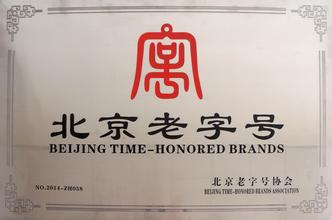 北京老字号
BEIJING TIME-HONORED BRANDS
NO.2014-ZH058
北京老字号协会
BEIJING TIME-HONORED BRANDS ASSOCIATION